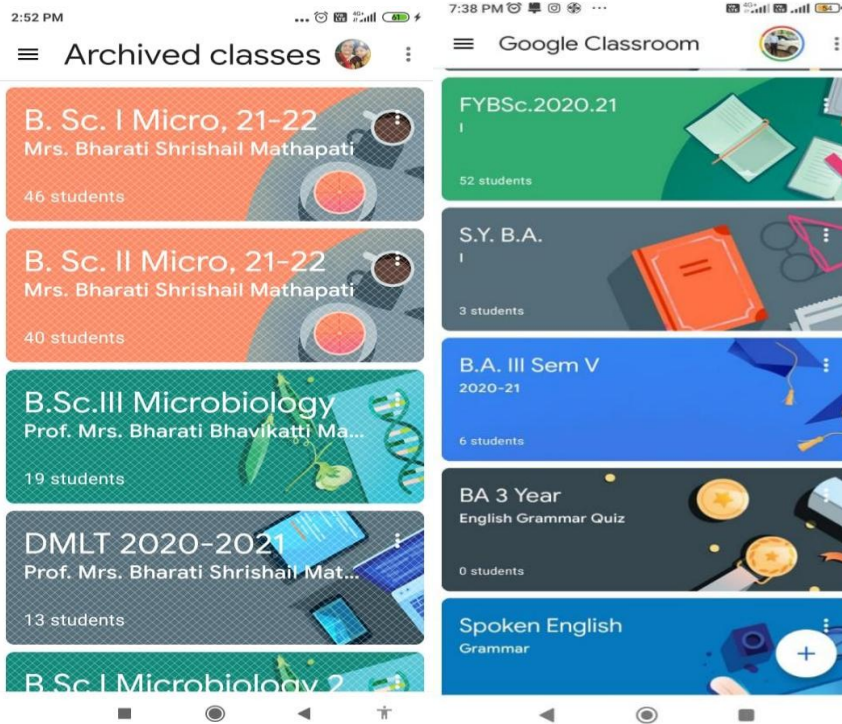 2:52 PM
61
Archived classes
B. Sc. I Micro, 21-22
Mrs. Bharati Shrishail Mathapati
46 students
B. Sc. II Micro, 21-22
Mrs. Bharati Shrishail Mathapati
40 students
B.Sc.III Microbiology
Prof. Mrs. Bharati Bhavikatti Ma...
19 students
DMLT 2020-2021
Prof. Mrs. Bharati Shrishail Mat...
13 students
B.Sc.I Microbiology 2...
7:38 PM
54
Google Classroom
FYBSc.2020.21
I
52 students
S.Y. B.A.
I
3 students
B.A. III Sem V
2020-21
6 students
BA 3 Year
English Grammar Quiz
0 students
Spoken English
Grammar